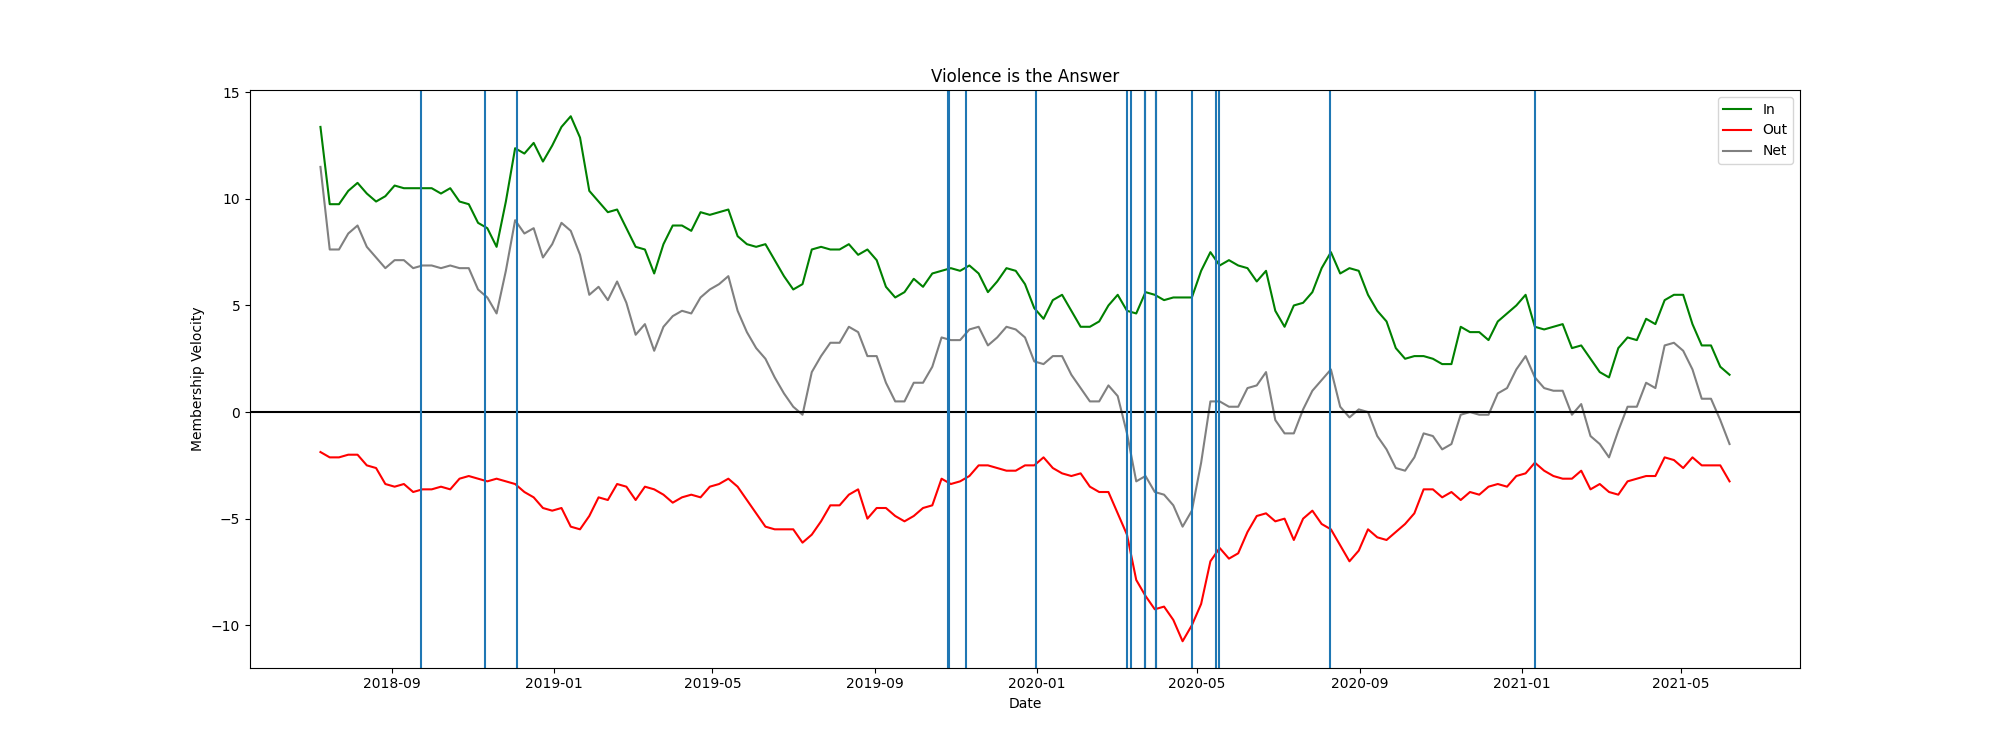 Violence is the Answer
In
Out
Net
Membership Velocity
15
10
5
0
−5
−10
2018-09
2019-01
2019-05
2019-09
2020-01
2020-05
2020-09
2021-01
2021-05
Date